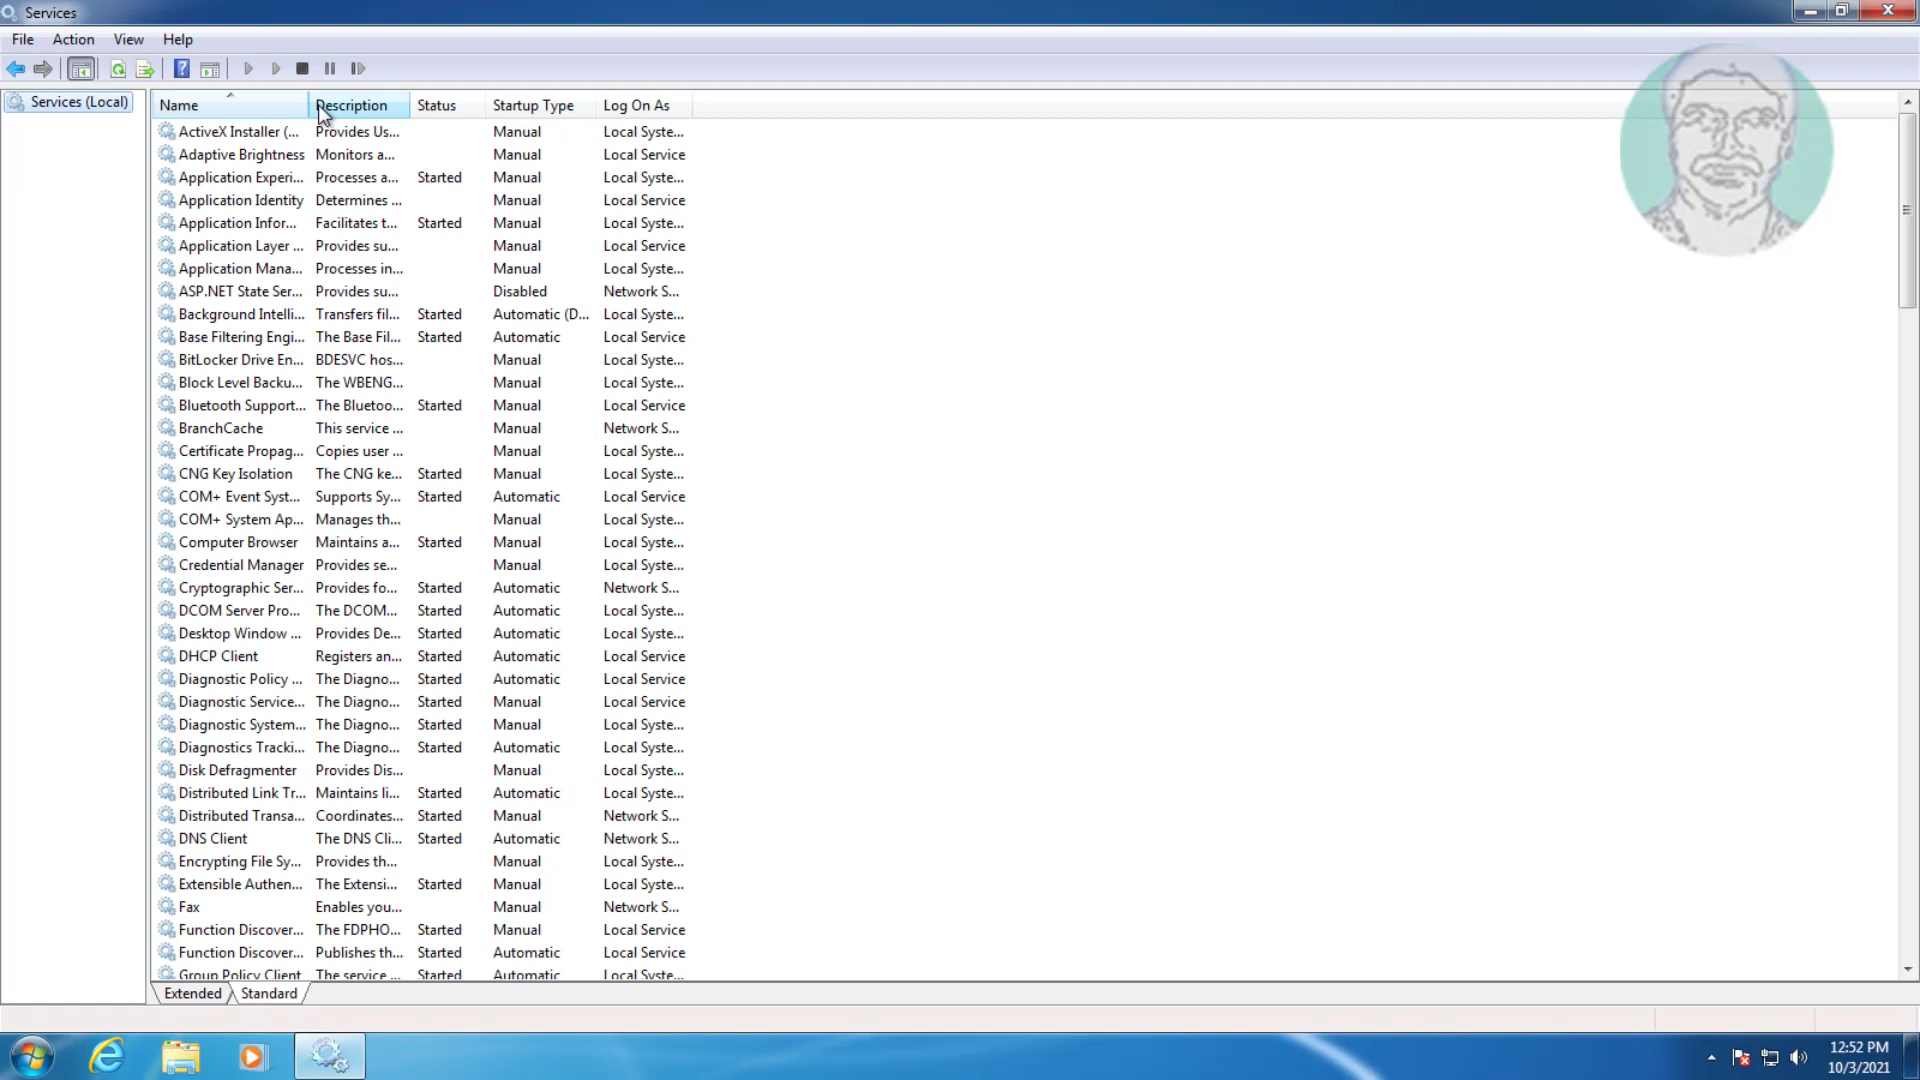 Services
File Action View Help
Services (Local)
Name Description Status Startup Type Log On As
ActiveX Installer (... Provides Us... Manual Local Syste...
Adaptive Brightness Monitors a... Manual Local Service
Application Experi... Processes a... Started Manual Local Syste...
Application Identity Determines ... Manual Local Service
Application Infor... Facilitates t... Started Manual Local Syste...
Application Layer ... Provides su... Manual Local Service
Application Mana... Processes in... Manual Local Syste...
ASP.NET State Ser... Provides su... Disabled Network S...
Background Intelli... Transfers fil... Started Automatic (D... Local Syste...
Base Filtering Engi... The Base Fil... Started Automatic Local Service
BitLocker Drive En... BDESVC hos... Manual Local Syste...
Block Level Backu... The WBENG... Manual Local Syste...
Bluetooth Support... The Bluetoo... Started Manual Local Service
BranchCache This service ... Manual Network S...
Certificate Propag... Copies user ... Manual Local Syste...
CNG Key Isolation The CNG ke... Started Manual Local Syste...
COM+ Event Syst... Supports Sy... Started Automatic Local Service
COM+ System Ap... Manages th... Manual Local Syste...
Computer Browser Maintains a... Started Manual Local Syste...
Credential Manager Provides se... Manual Local Syste...
Cryptographic Ser... Provides fo... Started Automatic Network S...
DCOM Server Pro... The DCOM... Started Automatic Local Syste...
Desktop Window ... Provides De... Started Automatic Local Syste...
DHCP Client Registers an... Started Automatic Local Service
Diagnostic Policy ... The Diagno... Started Automatic Local Service
Diagnostic Service... The Diagno... Started Manual Local Service
Diagnostic System... The Diagno... Started Manual Local Syste...
Diagnostics Tracki... The Diagno... Started Automatic Local Syste...
Disk Defragmenter Provides Dis... Manual Local Syste...
Distributed Link Tr... Maintains li... Started Automatic Local Syste...
Distributed Transa... Coordinates... Started Manual Network S...
DNS Client The DNS Cli... Started Automatic Network S...
Encrypting File Sy... Provides th... Manual Local Syste...
Extensible Authen... The Extensi... Started Manual Local Syste...
Fax Enables you... Manual Network S...
Function Discover... The FDPHO... Started Manual Local Service
Function Discover... Publishes th... Started Automatic Local Service
Group Policy Client The service ... Started Automatic Local Syste...
Extended Standard
12:52 PM
10/3/2021